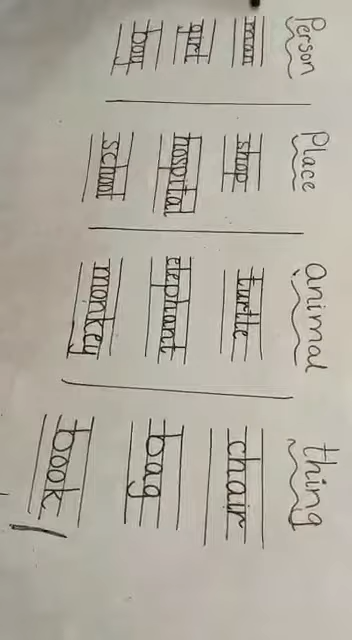 Person Place animal thing
man shop turtle chair
girl hospital elephant bag
boy school monkey book